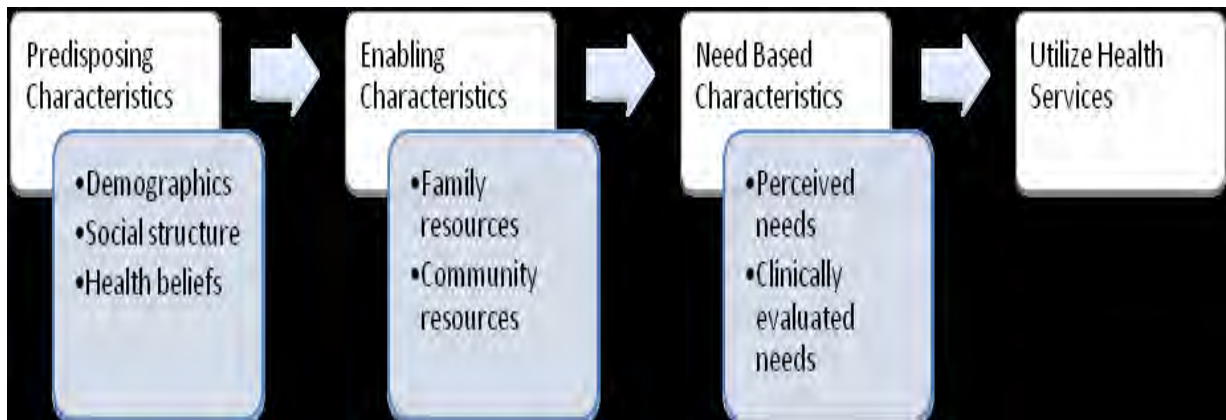 Predisposing
Characteristics
•Demographics
•Social structure
•Health beliefs
Enabling
Characteristics
•Family
resources
•Community
resources
Need Based
Characteristics
•Perceived
needs
•Clinically
evaluated
needs
Utilize Health
Services